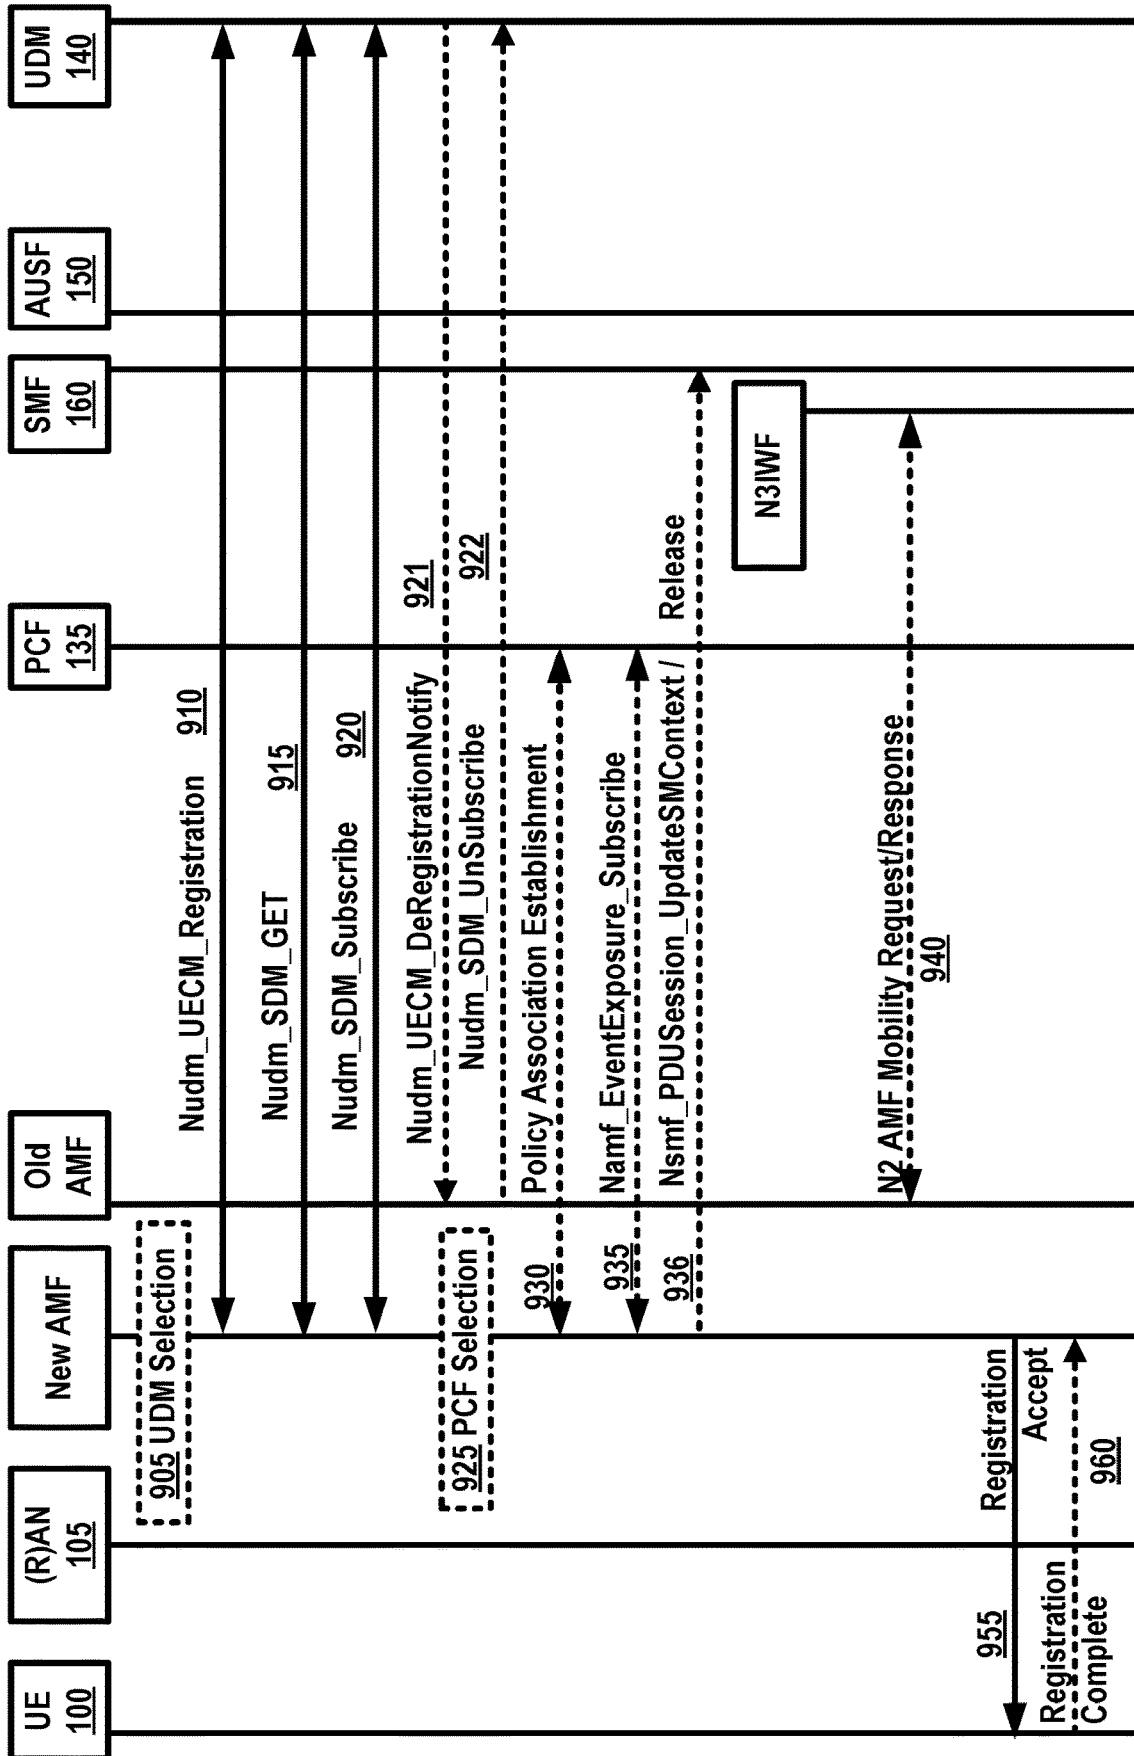 UE
100
(R)AN
105
New AMF
Old
AMF
PCF
135
SMF
160
AUSF
150
UDM
140
905 UDM Selection
Nudm_UECM_Registration 910
Nudm_SDM_GET 915
Nudm_SDM_Subscribe 920
Nudm_UECM_DeRegistrationNotify 921
Nudm_SDM_UnSubscribe 922
925 PCF Selection
Policy Association Establishment
930
Namf_EventExposure_Subscribe
935
Nsmf_PDUSession_UpdateSMContext / Release
936
N3IWF
N2 AMF Mobility Request/Response
940
Registration
Accept
955
Registration
Complete
960